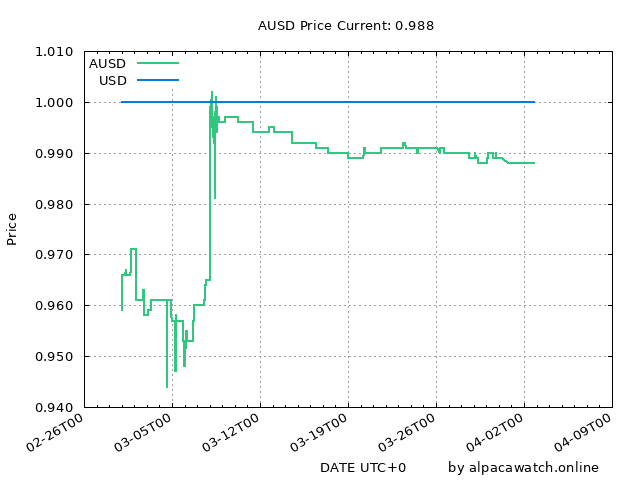 AUSD Price Current: 0.988
1.010
AUSD
USD
1.000
0.990
0.980
0.970
0.960
0.950
0.940
Price
02-26T00
03-05T00
03-12T00
03-19T00
03-26T00
04-02T00
04-09T00
DATE UTC+0
by alpacawatch.online